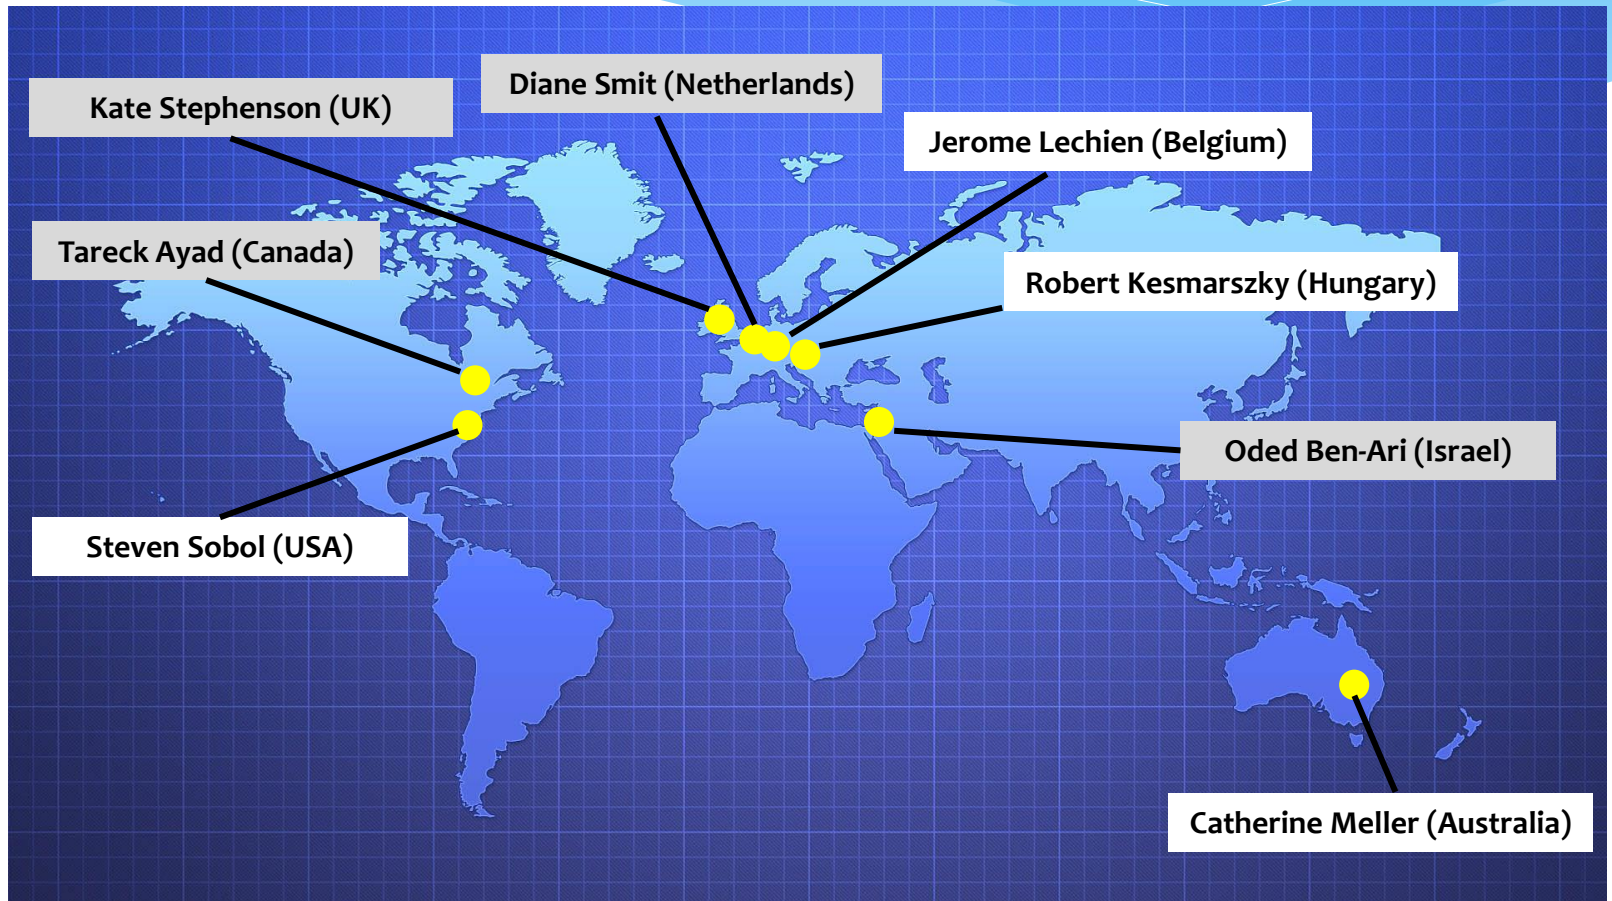 Diane Smit (Netherlands)
Kate Stephenson (UK)
Jerome Lechien (Belgium)
Tareck Ayad (Canada)
Robert Kesmarszky (Hungary)
Oded Ben-Ari (Israel)
Steven Sobol (USA)
Catherine Meller (Australia)